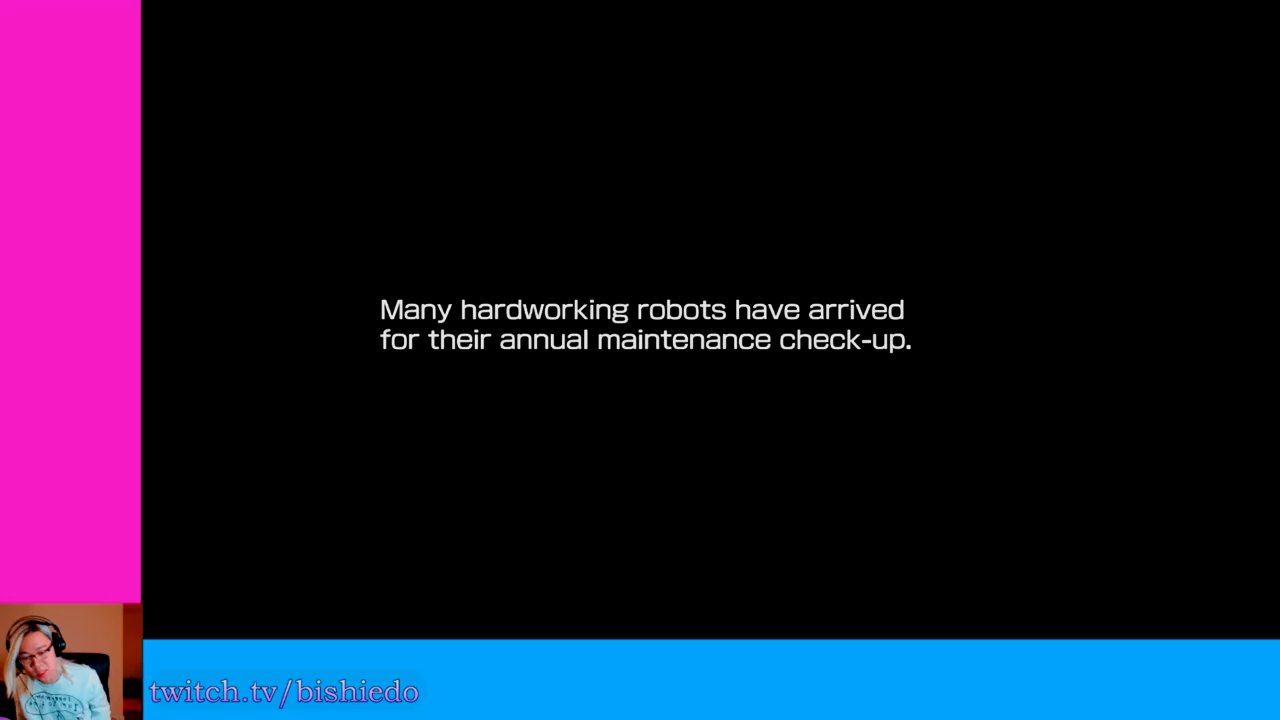 Many hardworking robots have arrived
for their annual maintenance check-up.
twitch.tv/bishiedo